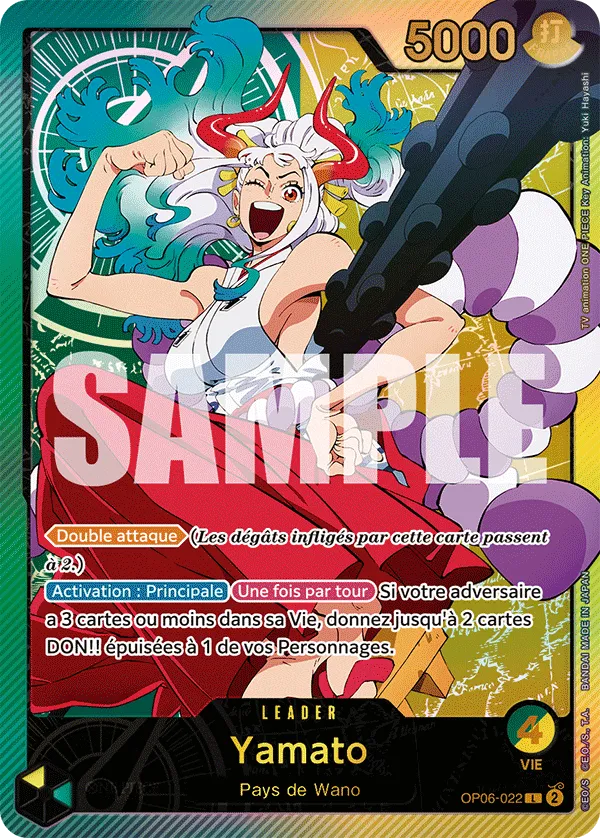 5000
打
TV animation ONE PIECE Key Animation: Yuki Hayashi
SAMPLE
Double attaque (Les dégâts infligés par cette carte passent
à 2.)
Activation : Principale Une fois par tour Si votre adversaire
a 3 cartes ou moins dans sa Vie, donnez jusqu'à 2 cartes
DON!! épuisées à 1 de vos Personnages.
©E.O/S ©E.O./S., T.A. BANDAI MADE IN JAPAN
LEADER
Yamato
4
VIE
Pays de Wano
OP06-022 L 2